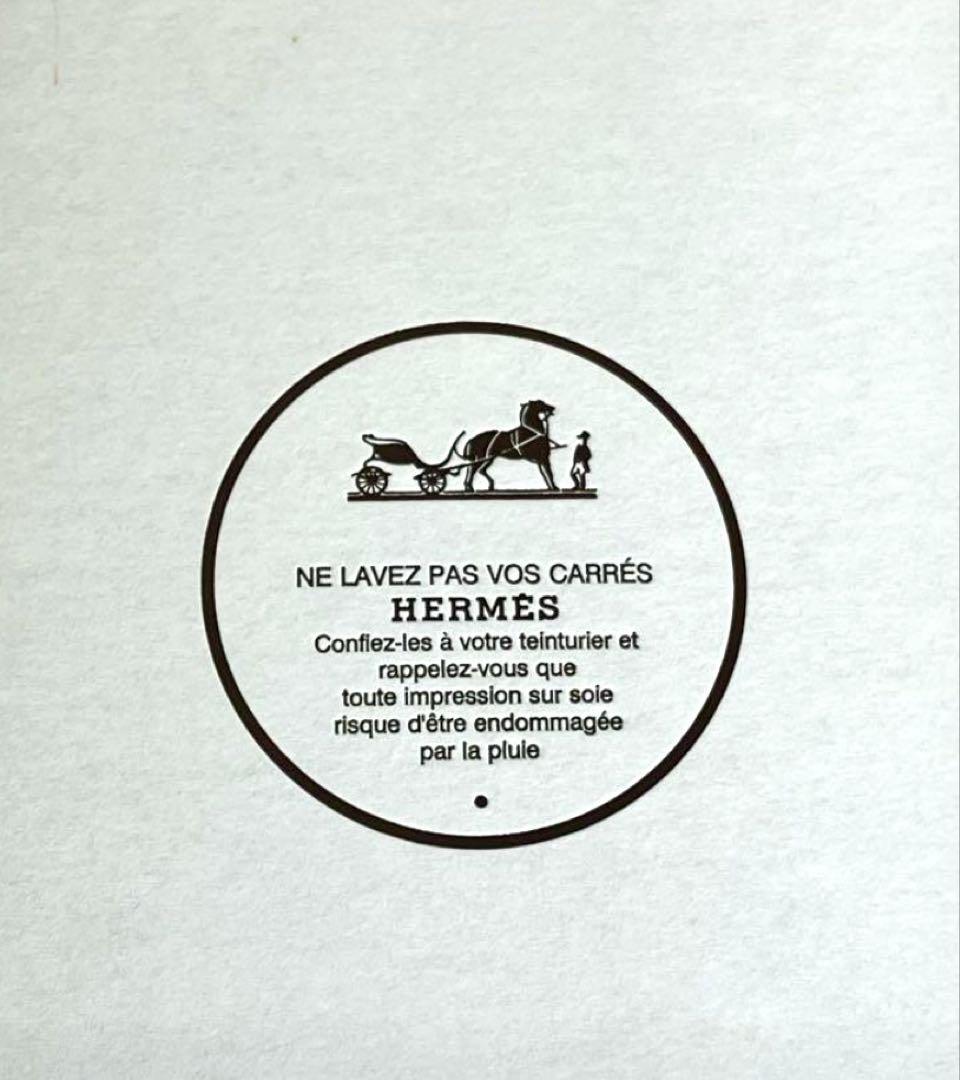 NE LAVEZ PAS VOS CARRÉS
HERMÈS
Confiez-les à votre teinturier et
rappelez-vous que
toute impression sur soie
risque d'être endommagée
par la pluie